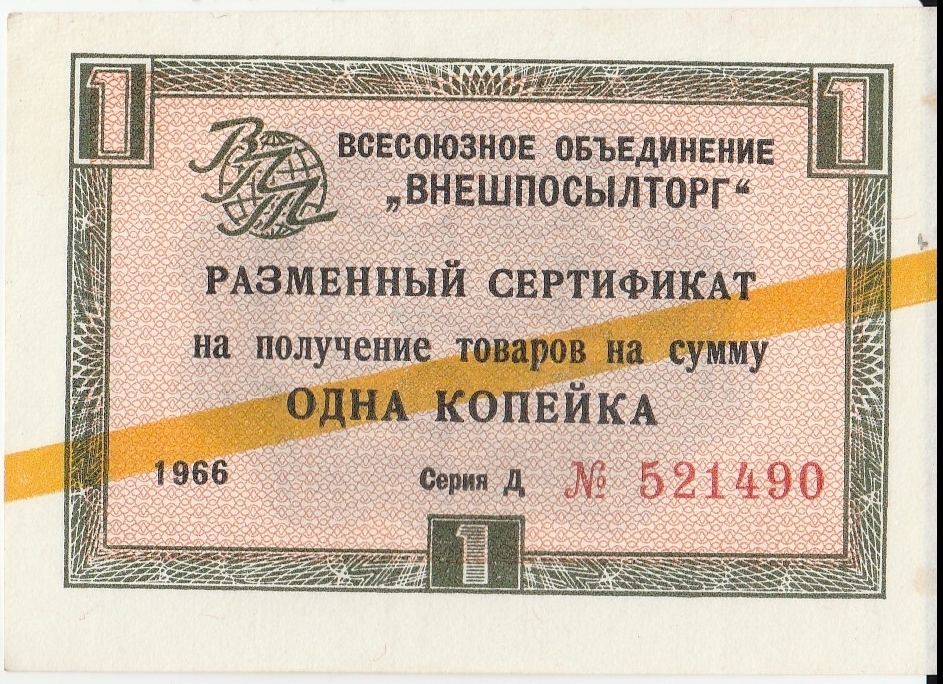 1 1
ВПТ
ВСЕСОЮЗНОЕ ОБЪЕДИНЕНИЕ
„ВНЕШПОСЫЛТОРГ“
РАЗМЕННЫЙ СЕРТИФИКАТ
на получение товаров на сумму
ОДНА КОПЕЙКА
1966 Серия Д № 521490
1